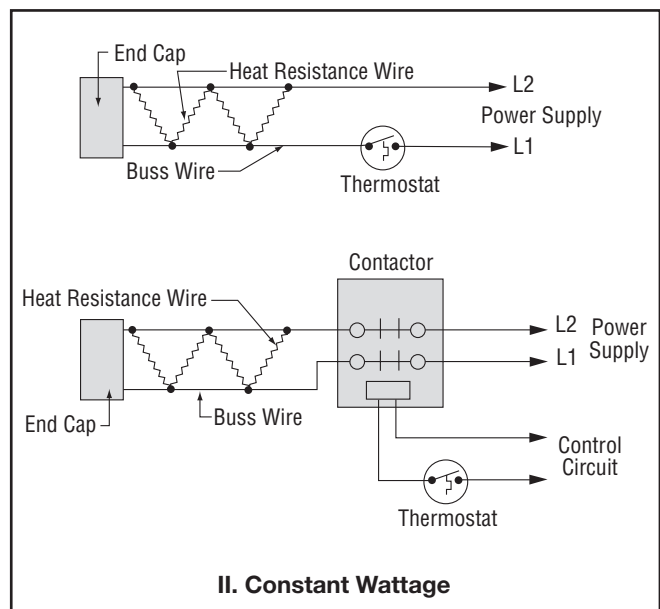 End Cap
Heat Resistance Wire
L2
Power Supply
L1
Buss Wire
Thermostat
Contactor
Heat Resistance Wire
L2
Power
Supply
L1
End Cap
Buss Wire
Control
Circuit
Thermostat
II. Constant Wattage